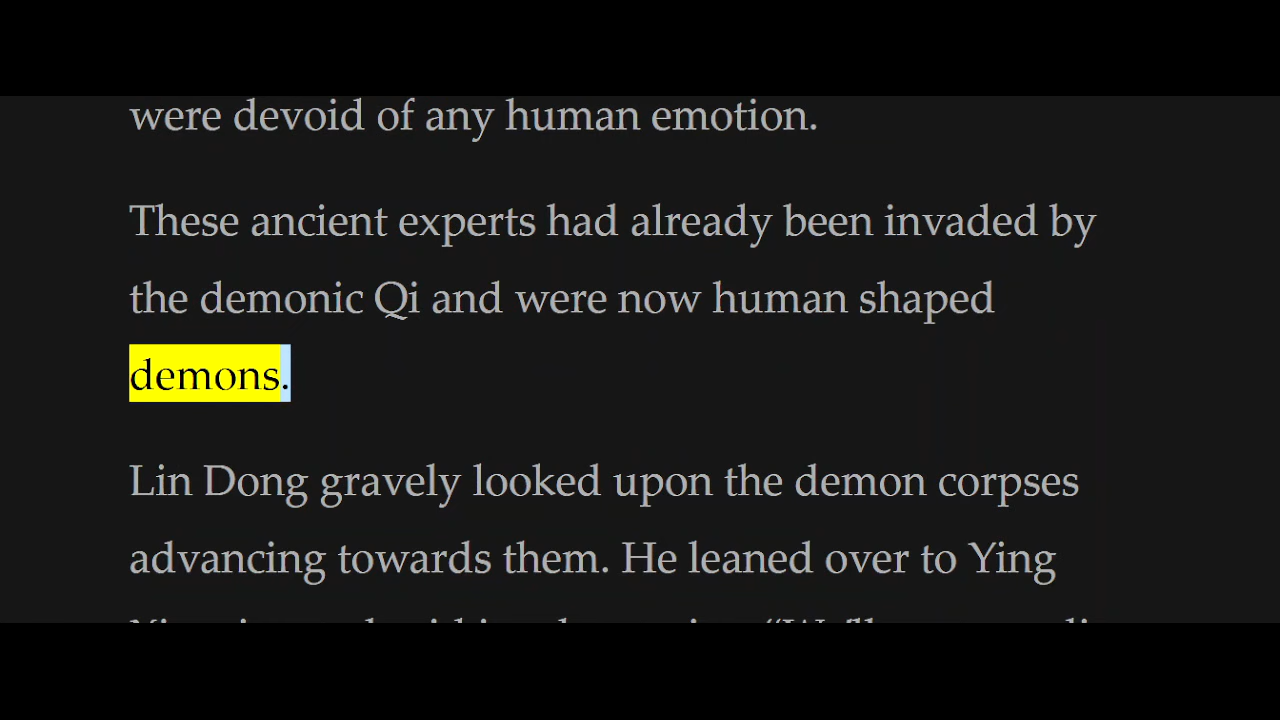 were devoid of any human emotion.
These ancient experts had already been invaded by
the demonic Qi and were now human shaped
demons.
Lin Dong gravely looked upon the demon corpses
advancing towards them. He leaned over to Ying